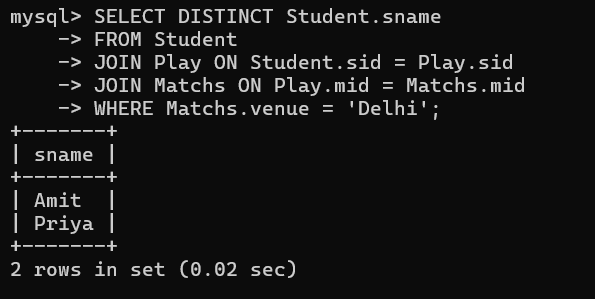 mysql> SELECT DISTINCT Student.sname
    -> FROM Student
    -> JOIN Play ON Student.sid = Play.sid
    -> JOIN Matchs ON Play.mid = Matchs.mid
    -> WHERE Matchs.venue = 'Delhi';
+-------+
| sname |
+-------+
| Amit  |
| Priya |
+-------+
2 rows in set (0.02 sec)